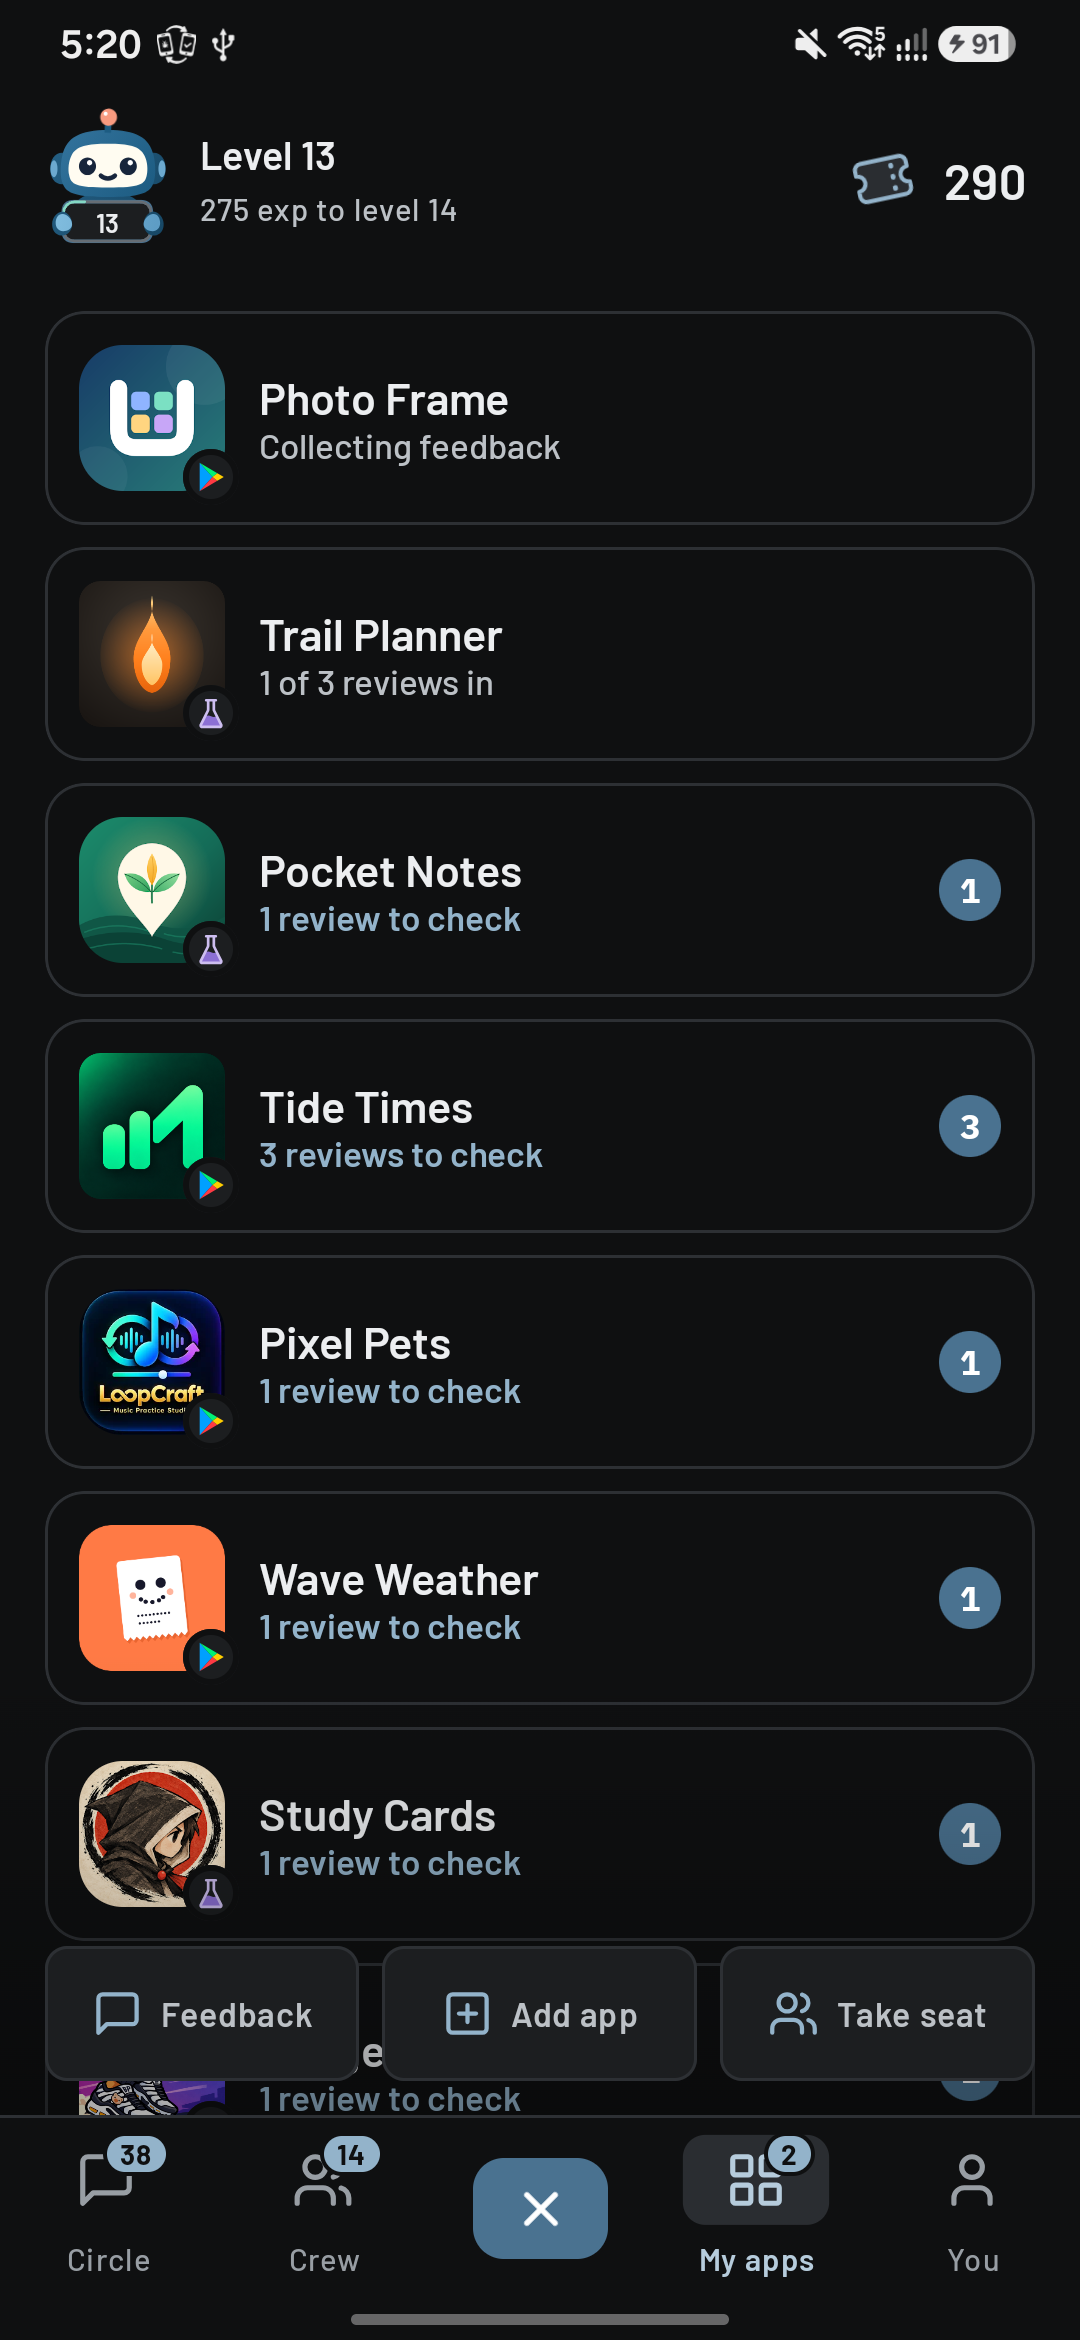 5:20
5
91
Level 13
275 exp to level 14
13
290
Photo Frame
Collecting feedback
Trail Planner
1 of 3 reviews in
Pocket Notes
1 review to check
1
Tide Times
3 reviews to check
3
LoopCraft
Pixel Pets
1 review to check
1
Wave Weather
1 review to check
1
Study Cards
1 review to check
1
Feedback
Add app
Take seat
1 review to check
38
14
2
Circle
Crew
My apps
You